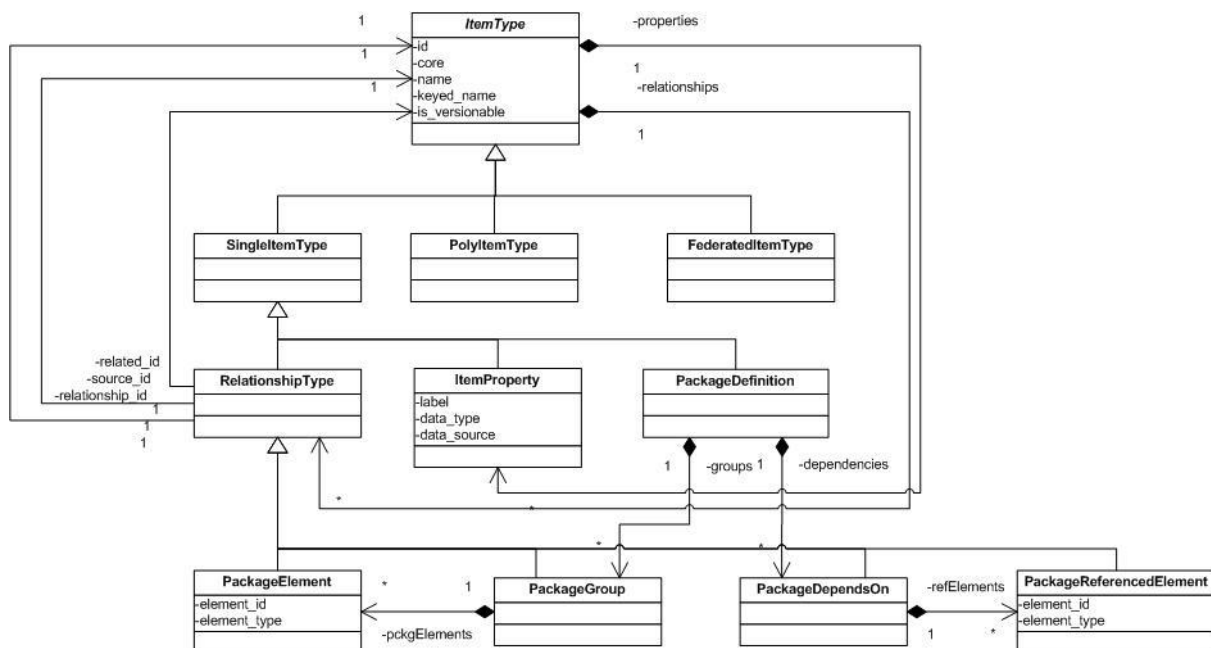 1
ItemType
-properties
-id
1
-core
1
-name
1
-relationships
-keyed_name
-is_versionable
1
SingleItemType
PolyItemType
FederatedItemType
-related_id
-source_id
-relationship_id
RelationshipType
ItemProperty
PackageDefinition
-label
1
-data_type
1
-data_source
1
1
-groups
1
-dependencies
*
*
*
*
PackageElement
*
1
PackageGroup
PackageDependsOn
-refElements
PackageReferencedElement
-element_id
-element_type
-pckgElements
1
*
-element_id
-element_type